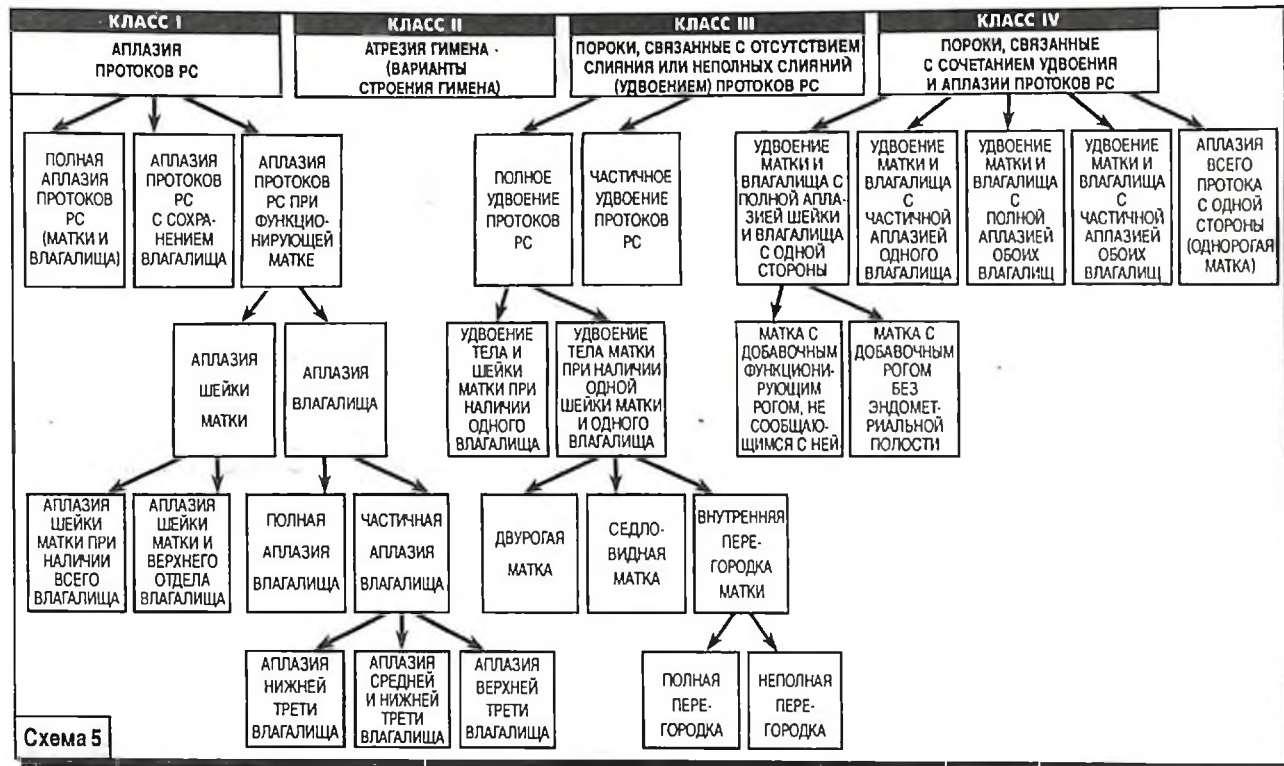 КЛАСС I
АПЛАЗИЯ
ПРОТОКОВ РС
КЛАСС II
АТРЕЗИЯ ГИМЕНА -
(ВАРИАНТЫ
СТРОЕНИЯ ГИМЕНА)
КЛАСС III
ПОРОКИ, СВЯЗАННЫЕ С ОТСУТСТВИЕМ
СЛИЯНИЯ ИЛИ НЕПОЛНЫХ СЛИЯНИЙ
(УДВОЕНИЕМ) ПРОТОКОВ РС
КЛАСС IV
ПОРОКИ, СВЯЗАННЫЕ
С СОЧЕТАНИЕМ УДВОЕНИЯ
И АПЛАЗИИ ПРОТОКОВ РС
ПОЛНАЯ
АПЛАЗИЯ
ПРОТОКОВ
РС
(МАТКИ И
ВЛАГАЛИЩА)
АПЛАЗИЯ
ПРОТОКОВ
РС
С СОХРА-
НЕНИЕМ
ВЛАГАЛИЩА
АПЛАЗИЯ
ПРОТОКОВ
РС ПРИ
ФУНКЦИО-
НИРУЮЩЕЙ
МАТКЕ
ПОЛНОЕ
УДВОЕНИЕ
ПРОТОКОВ
РС
ЧАСТИЧНОЕ
УДВОЕНИЕ
ПРОТОКОВ
РС
УДВОЕНИЕ
МАТКИ И
ВЛАГАЛИЩА С
ПОЛНОЙ АПЛА-
ЗИЕЙ ШЕЙКИ
И ВЛАГАЛИЩА
С ОДНОЙ
СТОРОНЫ
УДВОЕНИЕ
МАТКИ И
ВЛАГАЛИЩА
С
ЧАСТИЧНОЙ
АПЛАЗИЕЙ
ОДНОГО
ВЛАГАЛИЩА
УДВОЕНИЕ
МАТКИ И
ВЛАГАЛИЩА
С
ПОЛНОЙ
АПЛАЗИЕЙ
ОБОИХ
ВЛАГАЛИЩ
УДВОЕНИЕ
МАТКИ И
ВЛАГАЛИЩА
С
ЧАСТИЧНОЙ
АПЛАЗИЕЙ
ОБОИХ
ВЛАГАЛИЩ
АПЛАЗИЯ
ВСЕГО
ПРОТОКА
С ОДНОЙ
СТОРОНЫ
(ОДНОРОГАЯ
МАТКА)
АПЛАЗИЯ
ШЕЙКИ
МАТКИ
АПЛАЗИЯ
ВЛАГАЛИЩА
УДВОЕНИЕ
ТЕЛА И
ШЕЙКИ
МАТКИ ПРИ
НАЛИЧИИ
ОДНОГО
ВЛАГАЛИЩА
УДВОЕНИЕ
ТЕЛА МАТКИ
ПРИ НАЛИЧИИ
ОДНОЙ
ШЕЙКИ МАТКИ
И ОДНОГО
ВЛАГАЛИЩА
МАТКА С
ДОБАВОЧНЫМ
ФУНКЦИОНИ-
РУЮЩИМ
РОГОМ, НЕ
СООБЩАЮ-
ЩИМСЯ С НЕЙ
МАТКА С
ДОБАВОЧНЫМ
РОГОМ
БЕЗ
ЭНДОМЕТ-
РИАЛЬНОЙ
ПОЛОСТИ
АПЛАЗИЯ
ШЕЙКИ
МАТКИ ПРИ
НАЛИЧИИ
ВСЕГО
ВЛАГАЛИЩА
АПЛАЗИЯ
ШЕЙКИ
МАТКИ И
ВЕРХНЕГО
ОТДЕЛА
ВЛАГАЛИЩА
ПОЛНАЯ
АПЛАЗИЯ
ВЛАГАЛИЩА
ЧАСТИЧНАЯ
АПЛАЗИЯ
ВЛАГАЛИЩА
ДВУРОГАЯ
МАТКА
СЕДЛО-
ВИДНАЯ
МАТКА
ВНУТРЕННЯЯ
ПЕРЕ-
ГОРОДКА
МАТКИ
АПЛАЗИЯ
НИЖНЕЙ
ТРЕТИ
ВЛАГАЛИЩА
АПЛАЗИЯ
СРЕДНЕЙ
И НИЖНЕЙ
ТРЕТИ
ВЛАГАЛИЩА
АПЛАЗИЯ
ВЕРХНЕЙ
ТРЕТИ
ВЛАГАЛИЩА
ПОЛНАЯ
ПЕРЕ-
ГОРОДКА
НЕПОЛНАЯ
ПЕРЕ-
ГОРОДКА
Схема 5